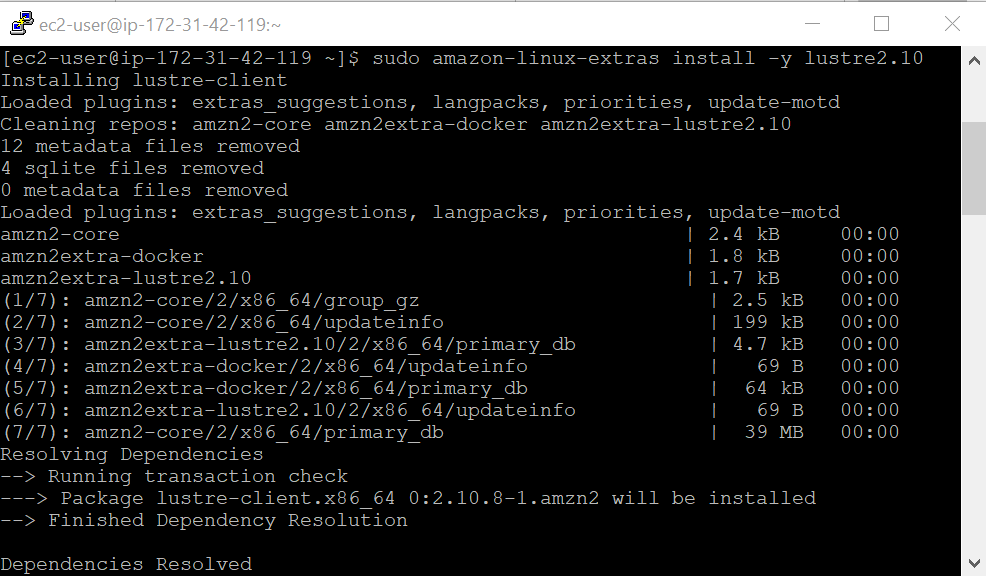 ec2-user@ip-172-31-42-119:~
[ec2-user@ip-172-31-42-119 ~]$ sudo amazon-linux-extras install -y lustre2.10
Installing lustre-client
Loaded plugins: extras_suggestions, langpacks, priorities, update-motd
Cleaning repos: amzn2-core amzn2extra-docker amzn2extra-lustre2.10
12 metadata files removed
4 sqlite files removed
0 metadata files removed
Loaded plugins: extras_suggestions, langpacks, priorities, update-motd
amzn2-core | 2.4 kB 00:00
amzn2extra-docker | 1.8 kB 00:00
amzn2extra-lustre2.10 | 1.7 kB 00:00
(1/7): amzn2-core/2/x86_64/group_gz | 2.5 kB 00:00
(2/7): amzn2-core/2/x86_64/updateinfo | 199 kB 00:00
(3/7): amzn2extra-lustre2.10/2/x86_64/primary_db | 4.7 kB 00:00
(4/7): amzn2extra-docker/2/x86_64/updateinfo | 69 B 00:00
(5/7): amzn2extra-docker/2/x86_64/primary_db | 64 kB 00:00
(6/7): amzn2extra-lustre2.10/2/x86_64/updateinfo | 69 B 00:00
(7/7): amzn2-core/2/x86_64/primary_db | 39 MB 00:00
Resolving Dependencies
--> Running transaction check
---> Package lustre-client.x86_64 0:2.10.8-1.amzn2 will be installed
--> Finished Dependency Resolution
Dependencies Resolved